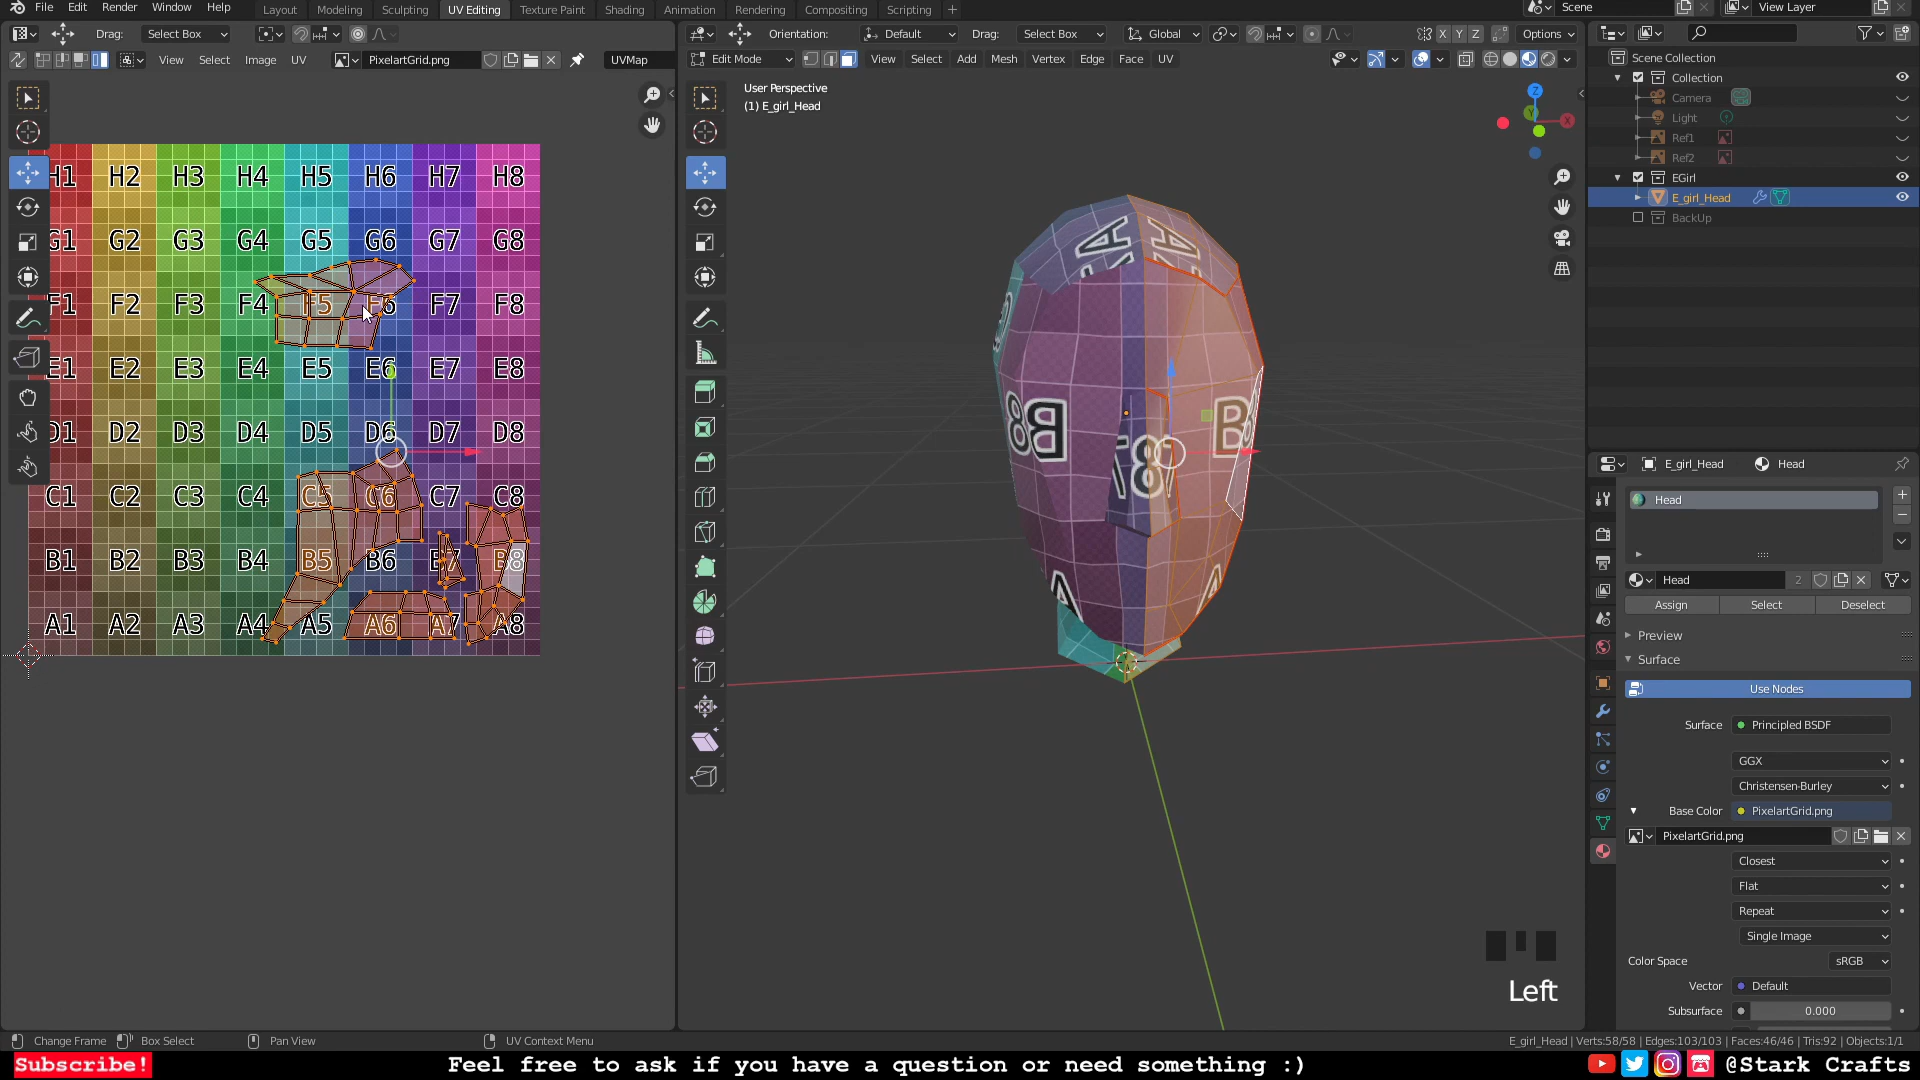 File Edit Render Window Help Layout Modeling Sculpting UV Editing Texture Paint Shading Animation Rendering Compositing Scripting + Scene View Layer
Drag: Select Box
Orientation: Default Drag: Select Box Global X Y Z Options
View Select Image UV PixelartGrid.png UVMap
Edit Mode View Select Add Mesh Vertex Edge Face UV
User Perspective
(1) E_girl_Head
H1 H2 H3 H4 H5 H6 H7 H8
G1 G2 G3 G4 G5 G6 G7 G8
F1 F2 F3 F4 F5 F6 F7 F8
E1 E2 E3 E4 E5 E6 E7 E8
D1 D2 D3 D4 D5 D6 D7 D8
C1 C2 C3 C4 C5 C6 C7 C8
B1 B2 B3 B4 B5 B6 B7 B8
A1 A2 A3 A4 A5 A6 A7 A8
Z
Y
X
Scene Collection
Collection
Camera
Light
Ref1
Ref2
EGirl
E_girl_Head
BackUp
E_girl_Head Head
Head
Head 2
Assign Select Deselect
Preview
Surface
Use Nodes
Surface Principled BSDF
GGX
Christensen-Burley
Base Color PixelartGrid.png
PixelartGrid.png
Closest
Flat
Repeat
Single Image
Color Space sRGB
Vector Default
Subsurface 0.000
Left
Change Frame Box Select Pan View UV Context Menu E_girl_Head | Verts:58/58 | Edges:103/103 | Faces:46/46 | Tris:92 | Objects:1/1
Subscribe! Feel free to ask if you have a question or need something :) @Stark Crafts